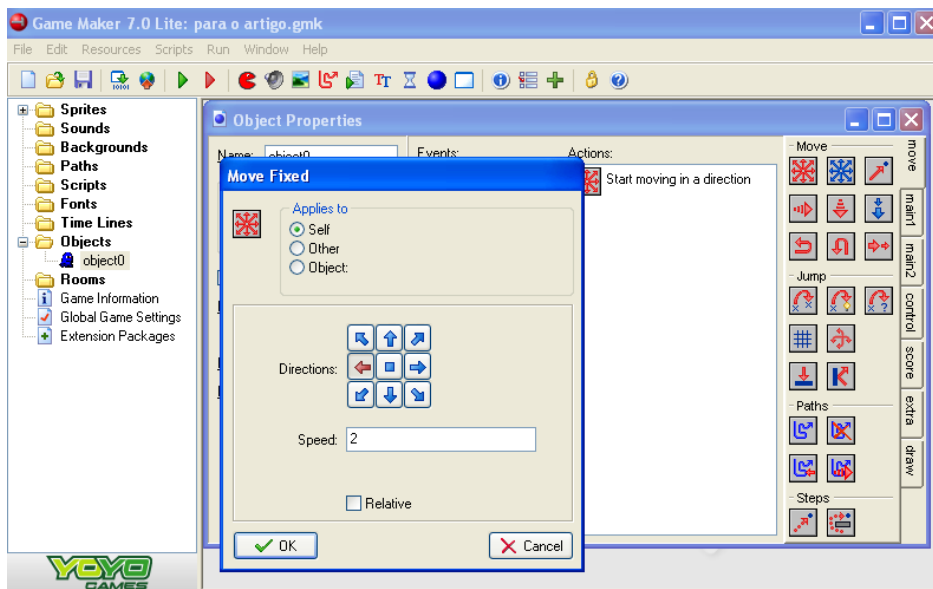 Game Maker 7.0 Lite: para o artigo.gmk
File Edit Resources Scripts Run Window Help
Sprites
Sounds
Backgrounds
Paths
Scripts
Fonts
Time Lines
Objects
object0
Rooms
Game Information
Global Game Settings
Extension Packages
YOYO
GAMES
Object Properties
Name: object0 Events: Actions:
Start moving in a direction
Move Fixed
Applies to
Self
Other
Object:
Directions:
Speed: 2
Relative
OK Cancel
Move
Jump
Paths
Steps
move
main1
main2
control
score
extra
draw